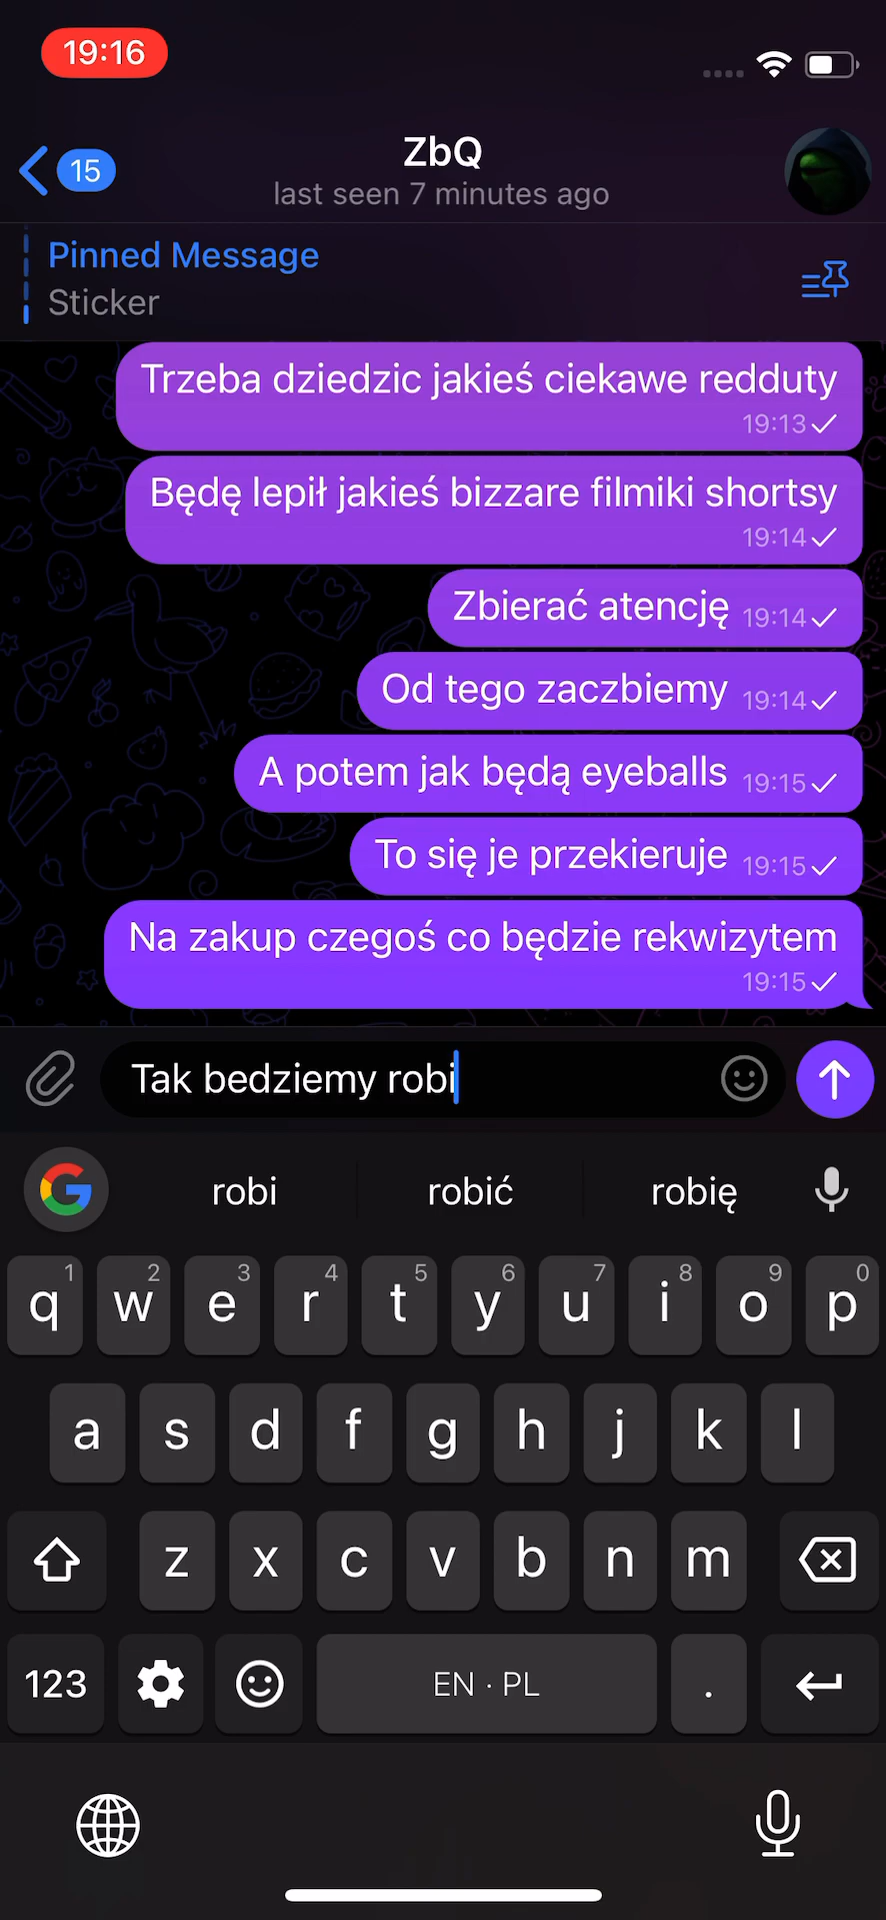 19:16
15
ZbQ
last seen 7 minutes ago
Pinned Message
Sticker
Trzeba dziedzic jakieś ciekawe redduty
19:13
Będę lepił jakieś bizzare filmiki shortsy
19:14
Zbierać atencję 19:14
Od tego zaczbiemy 19:14
A potem jak będą eyeballs 19:15
To się je przekieruje 19:15
Na zakup czegoś co będzie rekwizytem
19:15
Tak bedziemy robi
robi robić robię
1 2 3 4 5 6 7 8 9 0
q w e r t y u i o p
a s d f g h j k l
z x c v b n m
123 EN · PL .